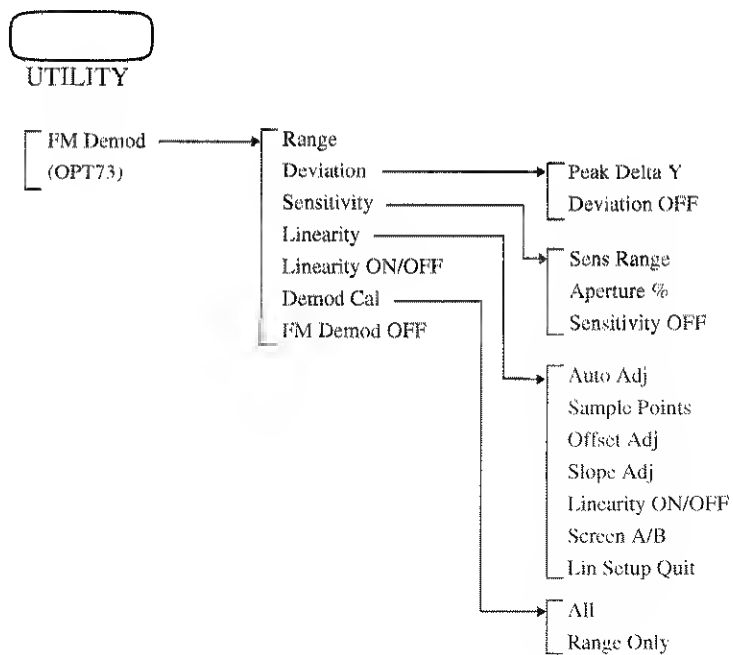 UTILITY
FM Demod
(OPT73)
Range
Deviation
Sensitivity
Linearity
Linearity ON/OFF
Demod Cal
FM Demod OFF
Peak Delta Y
Deviation OFF
Sens Range
Aperture %
Sensitivity OFF
Auto Adj
Sample Points
Offset Adj
Slope Adj
Linearity ON/OFF
Screen A/B
Lin Setup Quit
All
Range Only